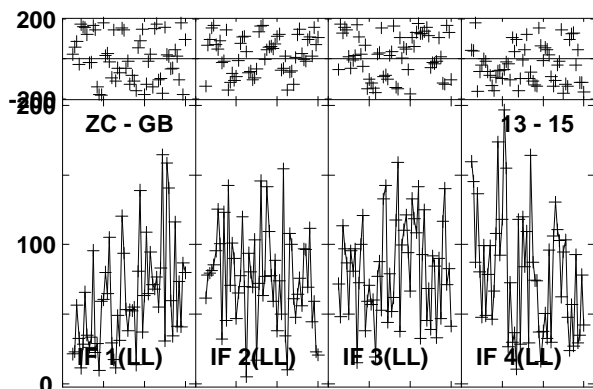 200
-200
200
ZC - GB
13 - 15
100
IF 1(LL)
IF 2(LL)
IF 3(LL)
IF 4(LL)
0